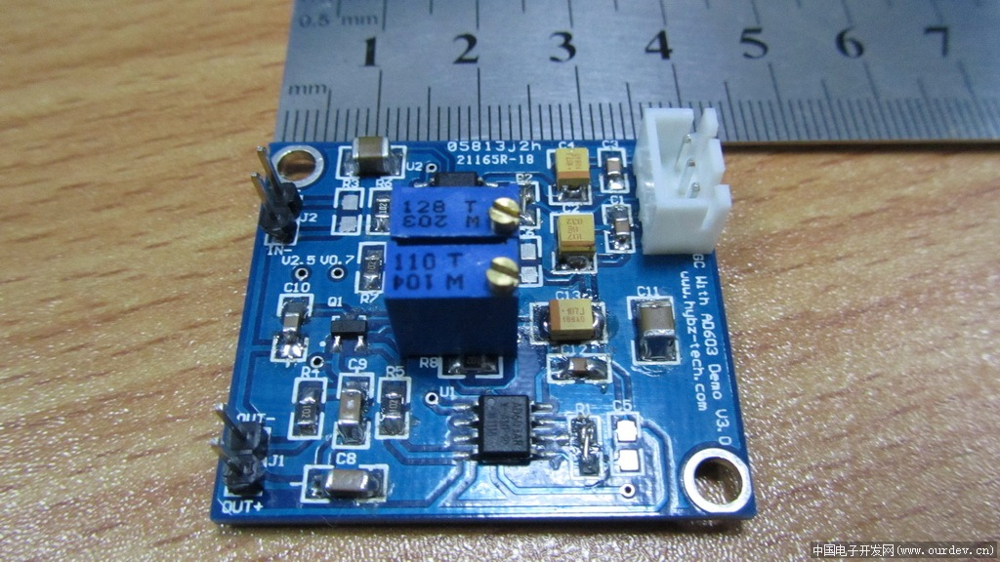 0.5 mm
1 2 3 4 5 6 7
mm
05813j2h
21165R-18
C4
C3
U2
R3
R2
C2
C1
J2
IN-
128 T
203 W
V2.5 V0.7
110 T
104 W
R7
C10
Q1
C13
C11
GC With AD603 Demo V3.0
www.hybz-tech.com
C12
R8
R4
C9
R5
U1
R1
C5
OUT-
J1
C8
OUT+
中国电子开发网(www.ourdev.cn)